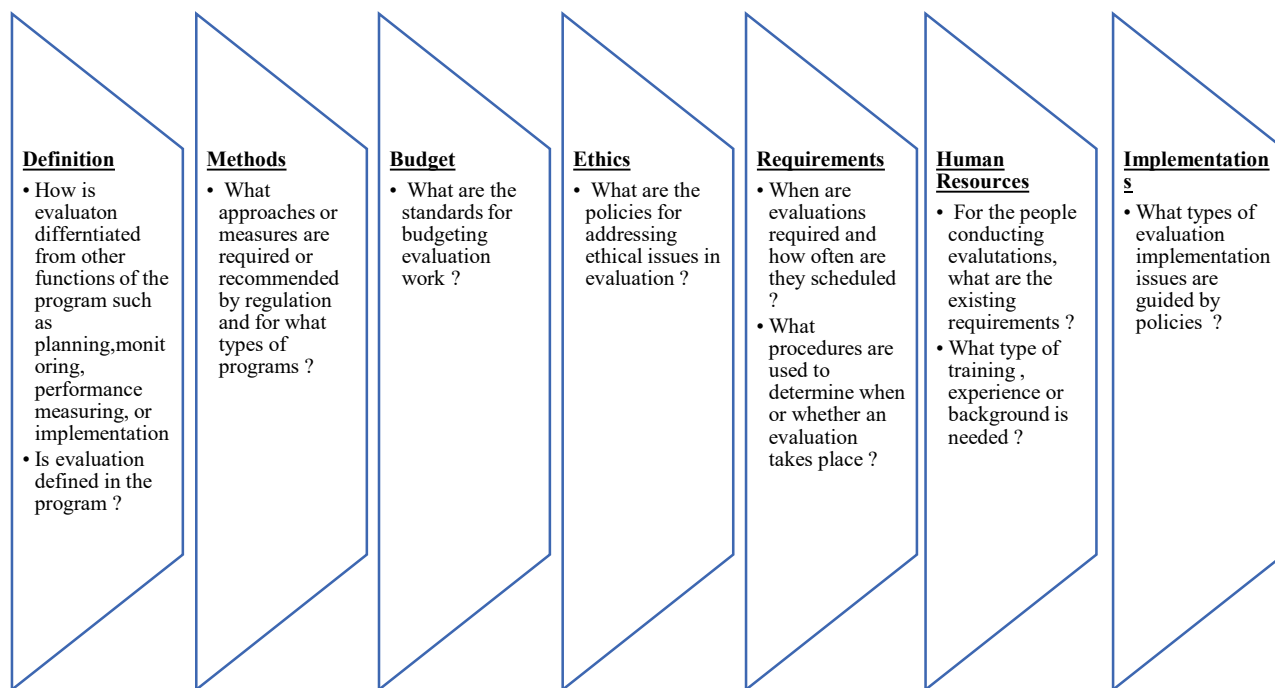 Definition
• How is
evaluaton
differntiated
from other
functions of the
program such
as
planning,monit
oring,
performance
measuring, or
implementation
• Is evaluation
defined in the
program ?
Methods
• What
approaches or
measures are
required or
recommended
by regulation
and for what
types of
programs ?
Budget
• What are the
standards for
budgeting
evaluation
work ?
Ethics
• What are the
policies for
addressing
ethical issues in
evaluation ?
Requirements
• When are
evaluations
required and
how often are
they scheduled
?
• What
procedures are
used to
determine when
or whether an
evaluation
takes place ?
Human
Resources
• For the people
conducting
evalutations,
what are the
existing
requirements ?
• What type of
training ,
experience or
background is
needed ?
Implementation
s
• What types of
evaluation
implementation
issues are
guided by
policies ?